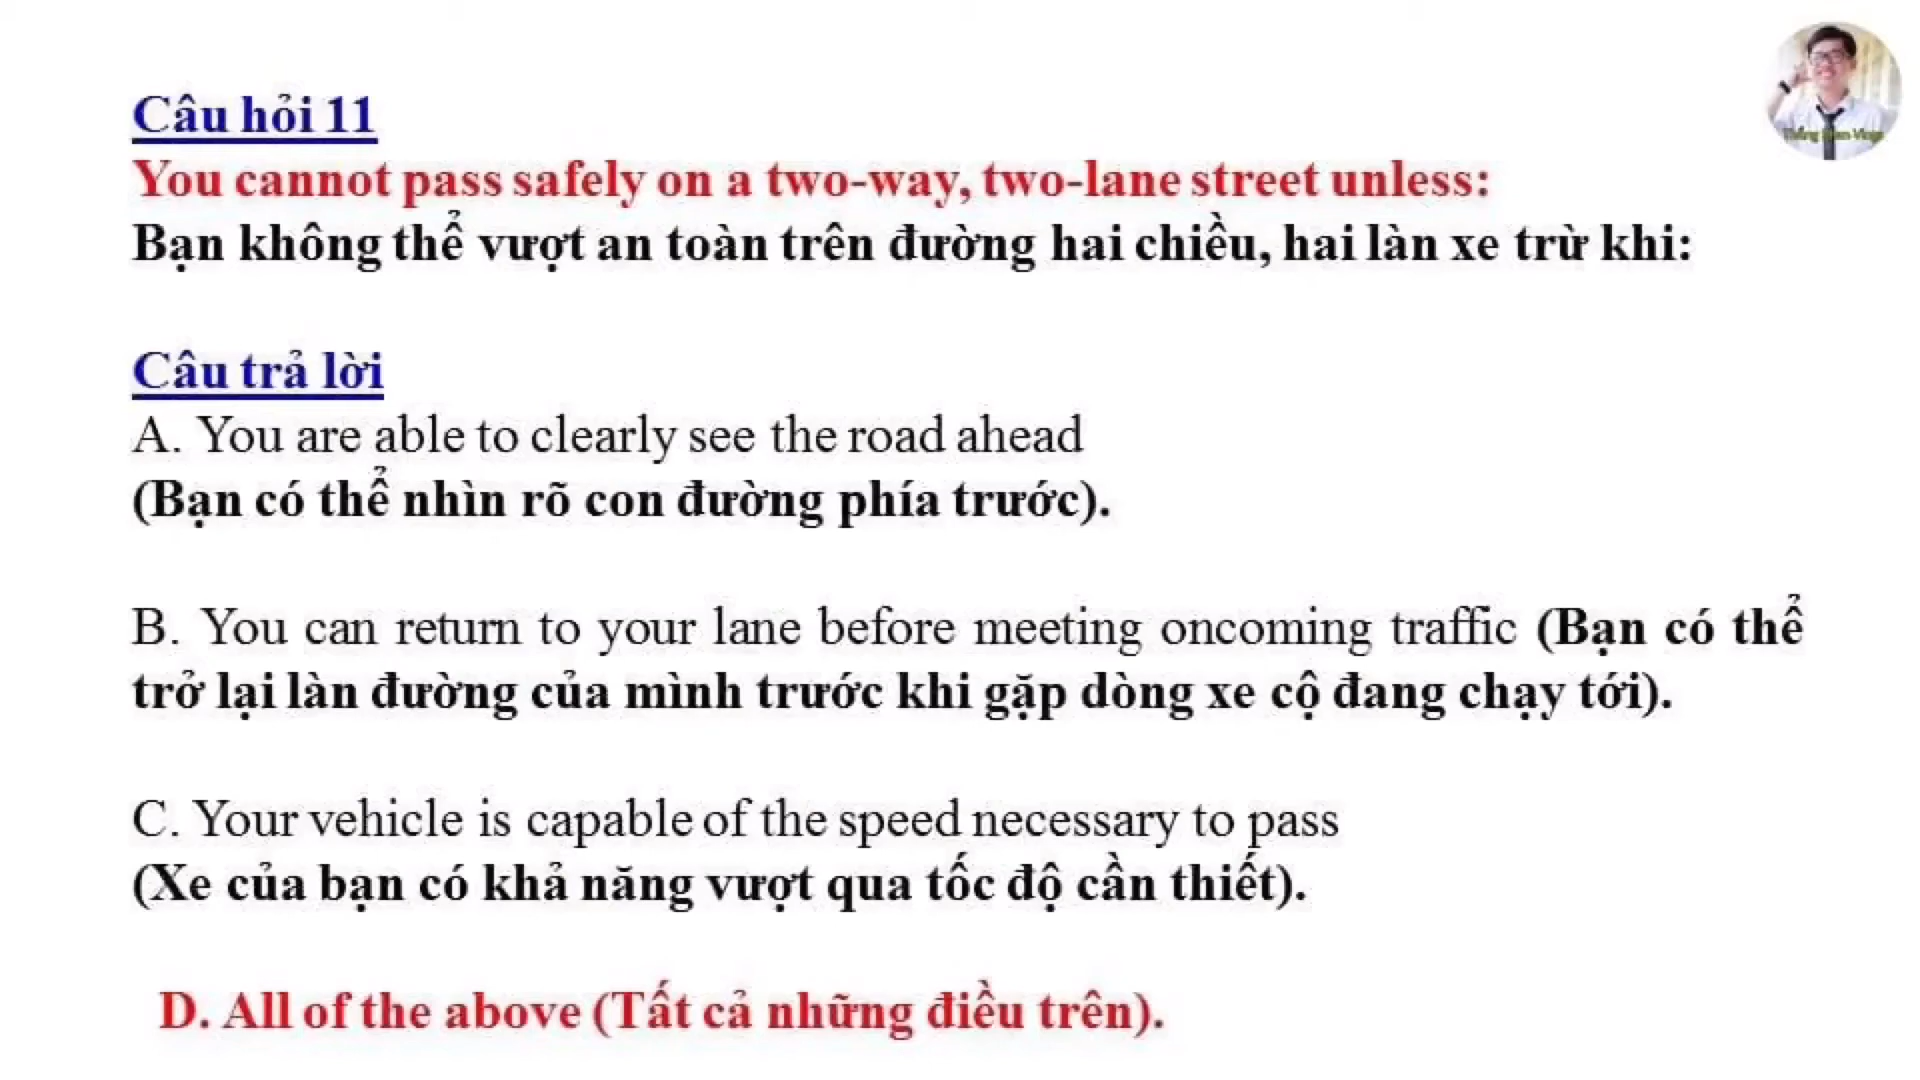 Câu hỏi 11
You cannot pass safely on a two-way, two-lane street unless:
Bạn không thể vượt an toàn trên đường hai chiều, hai làn xe trừ khi:
Câu trả lời
A. You are able to clearly see the road ahead
(Bạn có thể nhìn rõ con đường phía trước).
B. You can return to your lane before meeting oncoming traffic (Bạn có thể
trở lại làn đường của mình trước khi gặp dòng xe cộ đang chạy tới).
C. Your vehicle is capable of the speed necessary to pass
(Xe của bạn có khả năng vượt qua tốc độ cần thiết).
D. All of the above (Tất cả những điều trên).